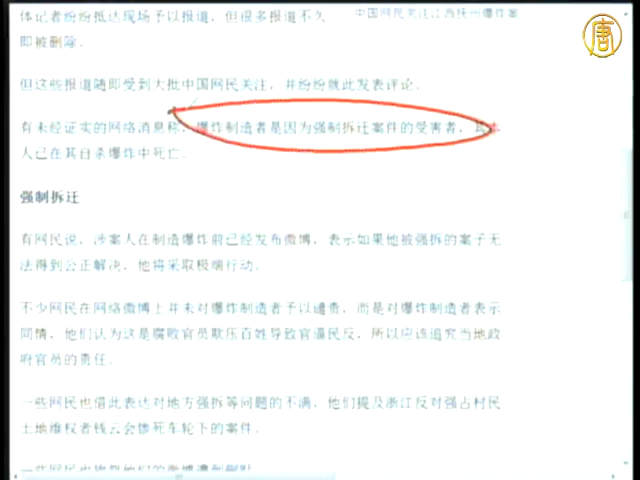 中国网民关注江西抚州爆炸案
体记者纷纷抵达现场予以报道，但很多报道不久
即被删除．
唐
但这些报道随即受到大批中国网民关注，并纷纷就此发表评论．
有未经证实的网络消息称，爆炸制造者是因为强制拆迁案件的受害者，其本
人已在其自杀爆炸中死亡．
强制拆迁
有网民说，涉案人在制造爆炸前已经发布微博，表示如果他被强拆的案子无
法得到公正解决，他将采取极端行动．
不少网民在网络微博上并未对爆炸制造者予以谴责，而是对爆炸制造者表示
同情，他们认为这是腐败官员欺压百姓导致官逼民反，所以应该追究当地政
府官员的责任．
一些网民也借此表达对地方强拆等问题的不满，他们提及浙江反对强占村民
土地维权者钱云会惨死车轮下的案件．